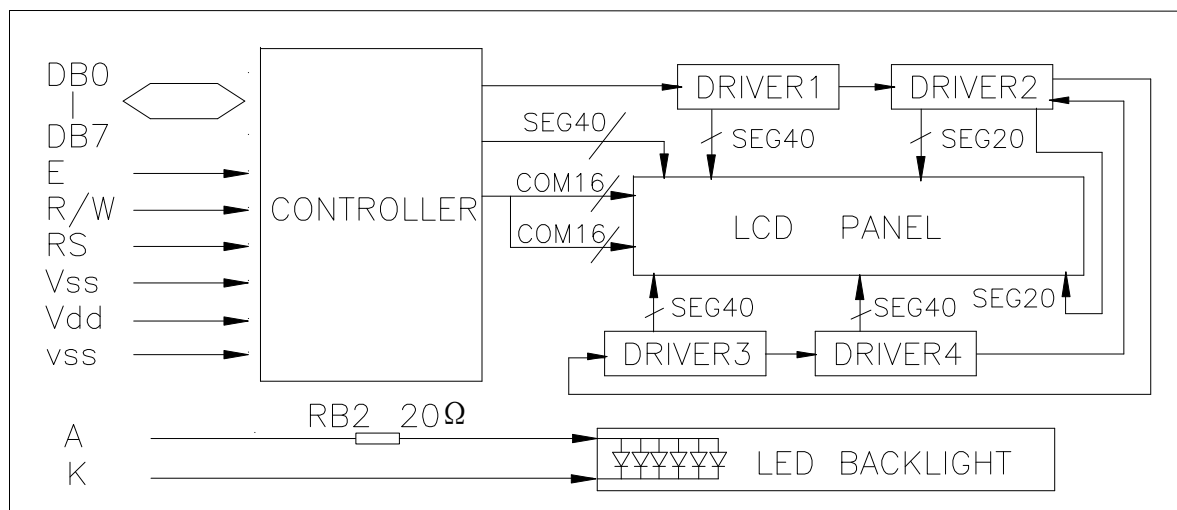 DB0
DB7
E
R/W
RS
Vss
Vdd
vss
CONTROLLER
DRIVER1
DRIVER2
SEG40
SEG40
SEG20
COM16
COM16
LCD PANEL
SEG40
SEG40
SEG20
DRIVER3
DRIVER4
RB2 20Ω
A
K
LED BACKLIGHT